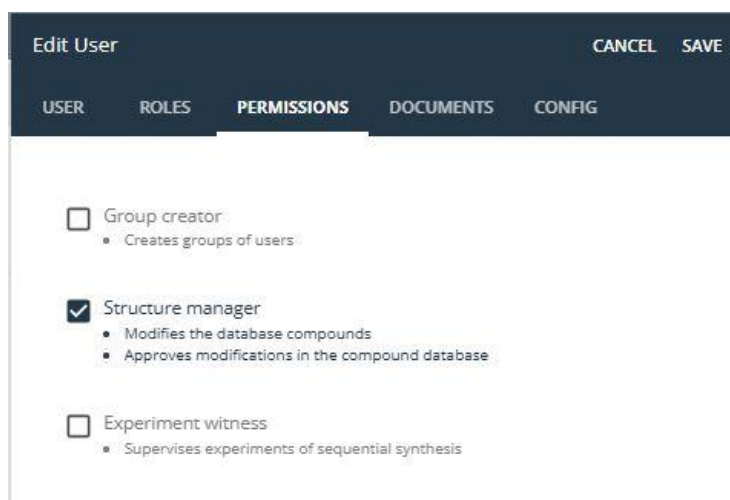 Edit User CANCEL SAVE
USER ROLES PERMISSIONS DOCUMENTS CONFIG
Group creator
• Creates groups of users
Structure manager
• Modifies the database compounds
• Approves modifications in the compound database
Experiment witness
• Supervises experiments of sequential synthesis